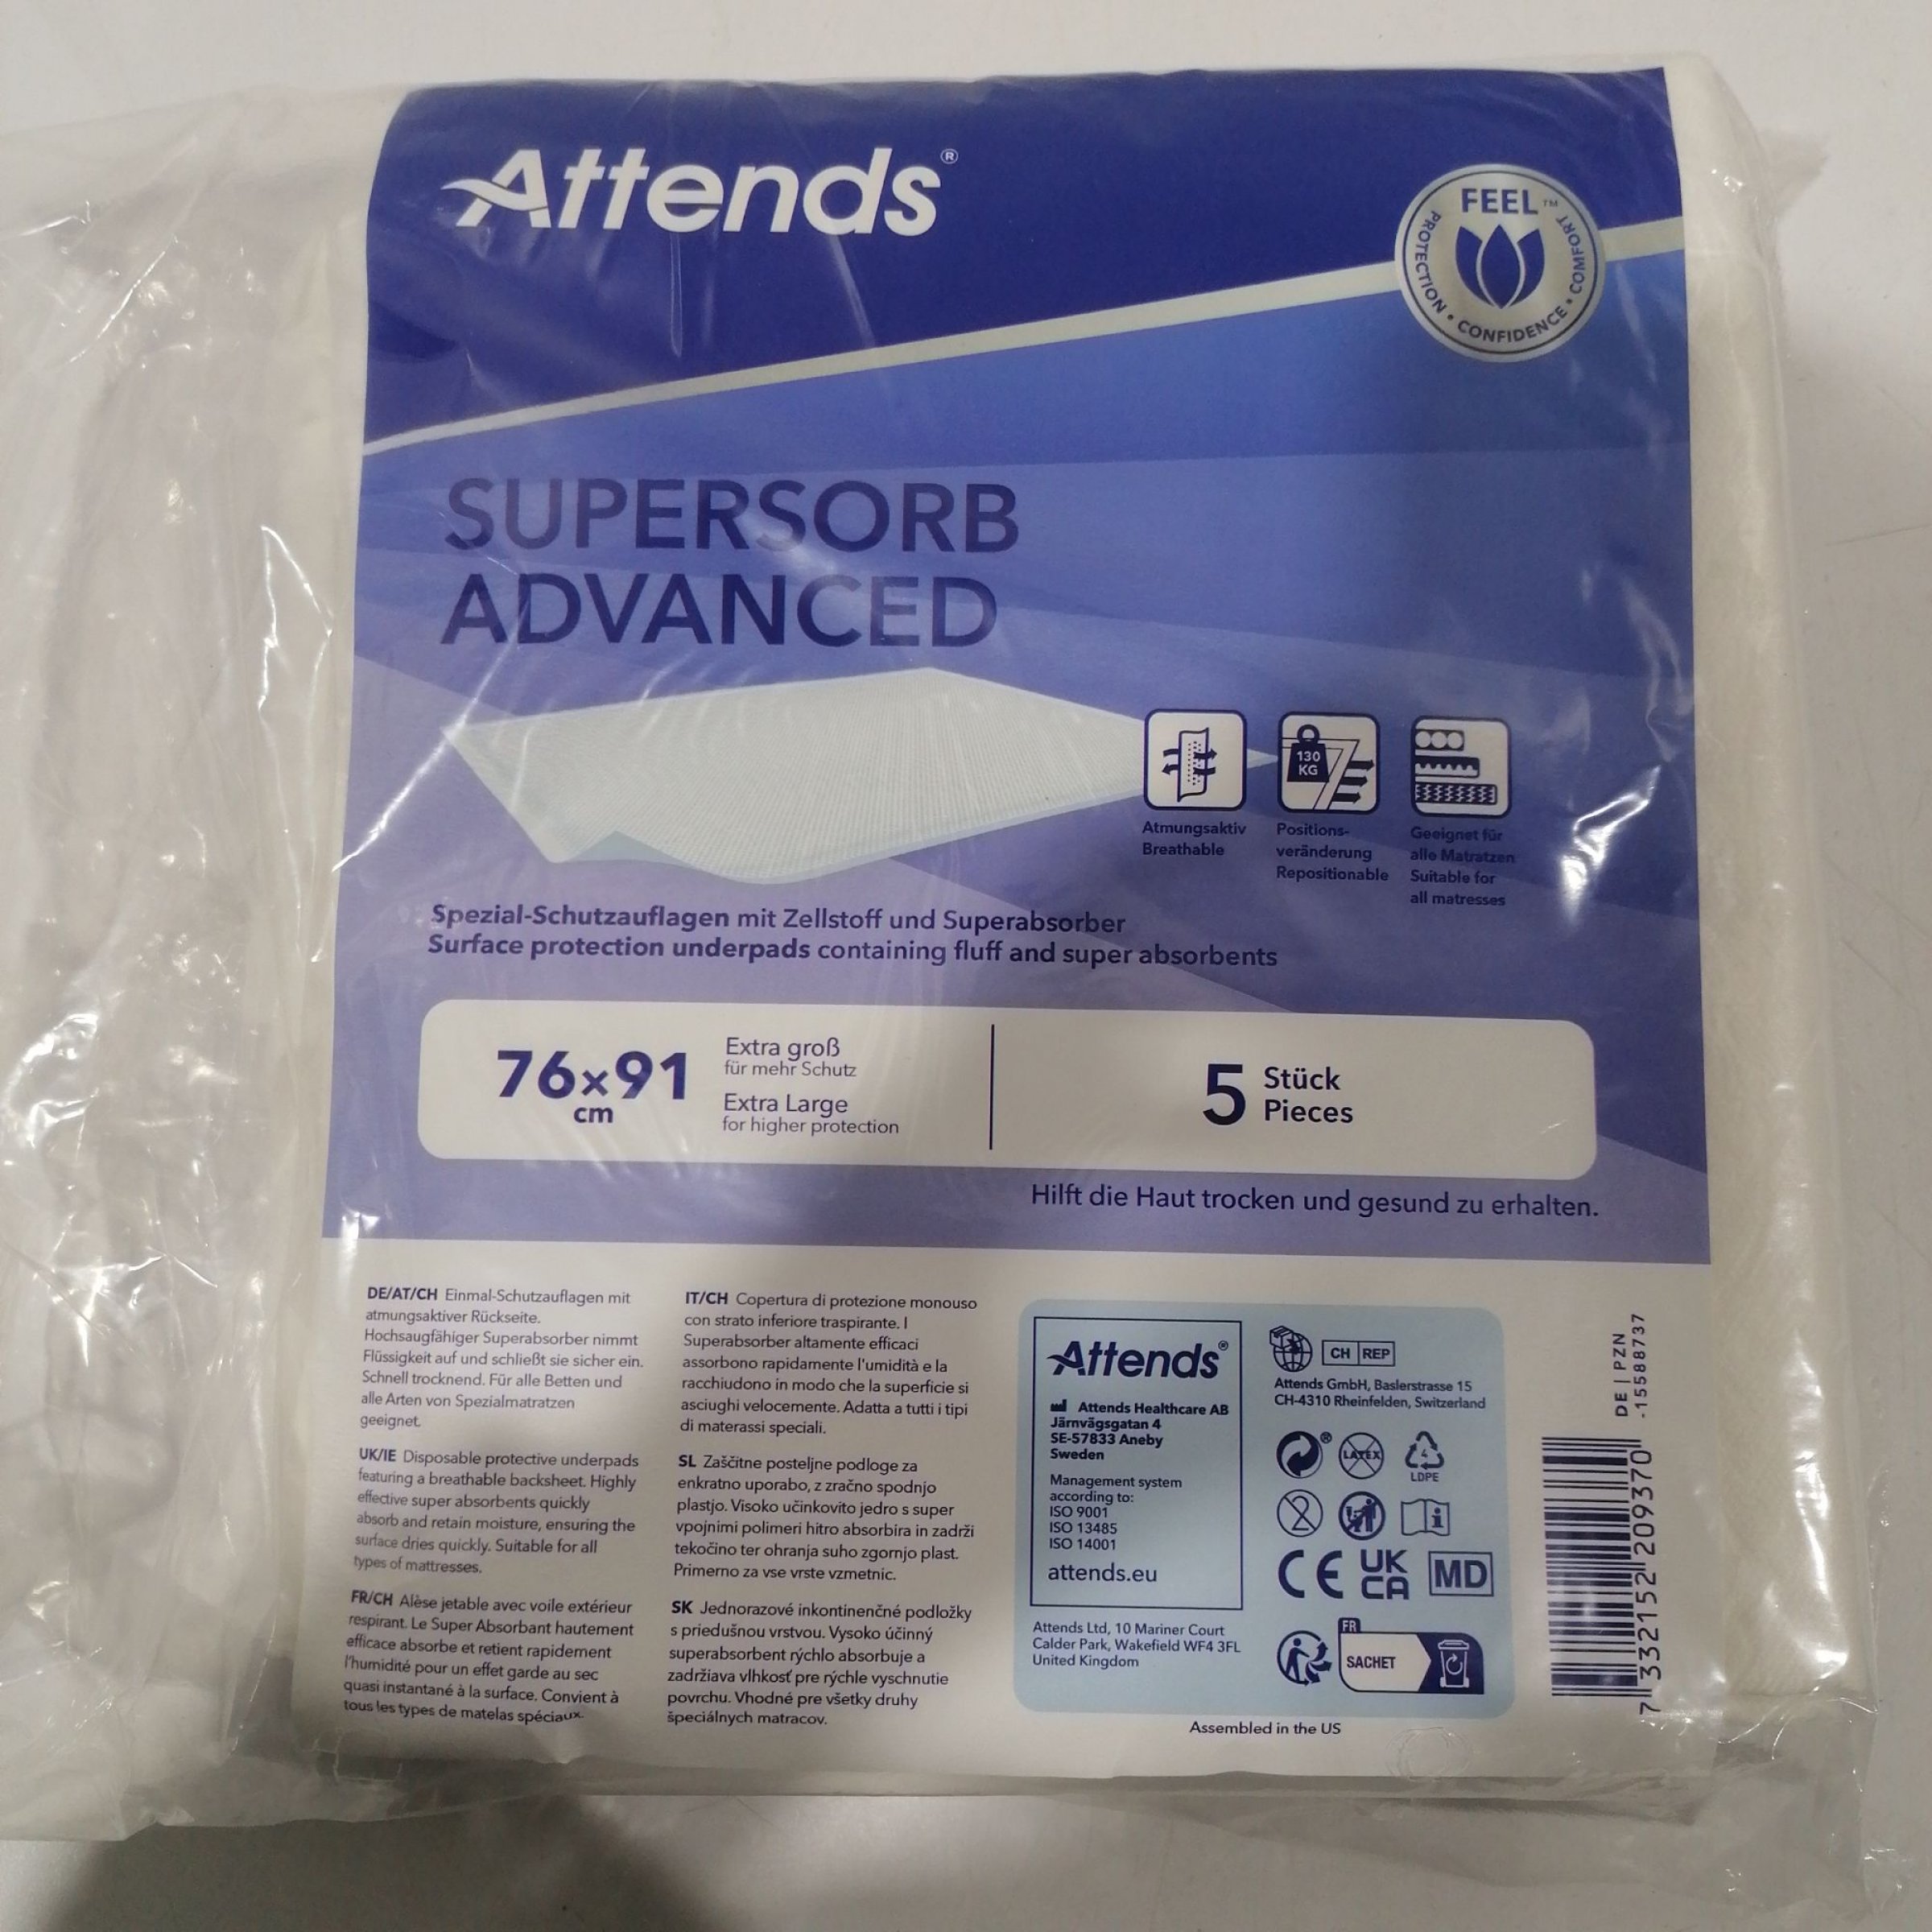 Attends®
FEEL™
PROTECTION • CONFIDENCE • COMFORT
SUPERSORB
ADVANCED
130
KG
Atmungsaktiv
Breathable
Positions-
veränderung
Repositionable
Geeignet für
alle Matratzen
Suitable for
all matresses
Spezial-Schutzauflagen mit Zellstoff und Superabsorber
Surface protection underpads containing fluff and super absorbents
76x91
cm
Extra groß
für mehr Schutz
Extra Large
for higher protection
5 Stück
Pieces
Hilft die Haut trocken und gesund zu erhalten.
DE/AT/CH Einmal-Schutzauflagen mit
atmungsaktiver Rückseite.
Hochsaugfähiger Superabsorber nimmt
Flüssigkeit auf und schließt sie sicher ein.
Schnell trocknend. Für alle Betten und
alle Arten von Spezialmatratzen
geeignet.
UK/IE Disposable protective underpads
featuring a breathable backsheet. Highly
effective super absorbents quickly
absorb and retain moisture, ensuring the
surface dries quickly. Suitable for all
types of mattresses.
FR/CH Alèse jetable avec voile extérieur
respirant. Le Super Absorbant hautement
efficace absorbe et retient rapidement
l'humidité pour un effet garde au sec
quasi instantané à la surface. Convient à
tous les types de matelas spéciaux.
IT/CH Copertura di protezione monouso
con strato inferiore traspirante. I
Superabsorber altamente efficaci
assorbono rapidamente l'umidità e la
racchiudono in modo che la superficie si
asciughi velocemente. Adatta a tutti i tipi
di materassi speciali.
SL Zaščitne posteljne podloge za
enkratno uporabo, z zračno spodnjo
plastjo. Visoko učinkovito jedro s super
vpojnimi polimeri hitro absorbira in zadrži
tekočino ter ohranja suho zgornjo plast.
Primerno za vse vrste vzmetnic.
SK Jednorazové inkontinenčné podložky
s priedušnou vrstvou. Vysoko účinný
superabsorbent rýchlo absorbuje a
zadržiava vlhkosť pre rýchle vyschnutie
povrchu. Vhodné pre všetky druhy
špeciálnych matracov.
Attends®
Attends Healthcare AB
Järnvägsgatan 4
SE-57833 Aneby
Sweden
Management system
according to:
ISO 9001
ISO 13485
ISO 14001
attends.eu
Attends Ltd, 10 Mariner Court
Calder Park, Wakefield WF4 3FL
United Kingdom
CH REP
Attends GmbH, Baslerstrasse 15
CH-4310 Rheinfelden, Switzerland
®
LATEX
4
LDPE
2
CE UK
CA MD
FR
SACHET
Assembled in the US
DE | PZN
-15588737
7 332152 209370